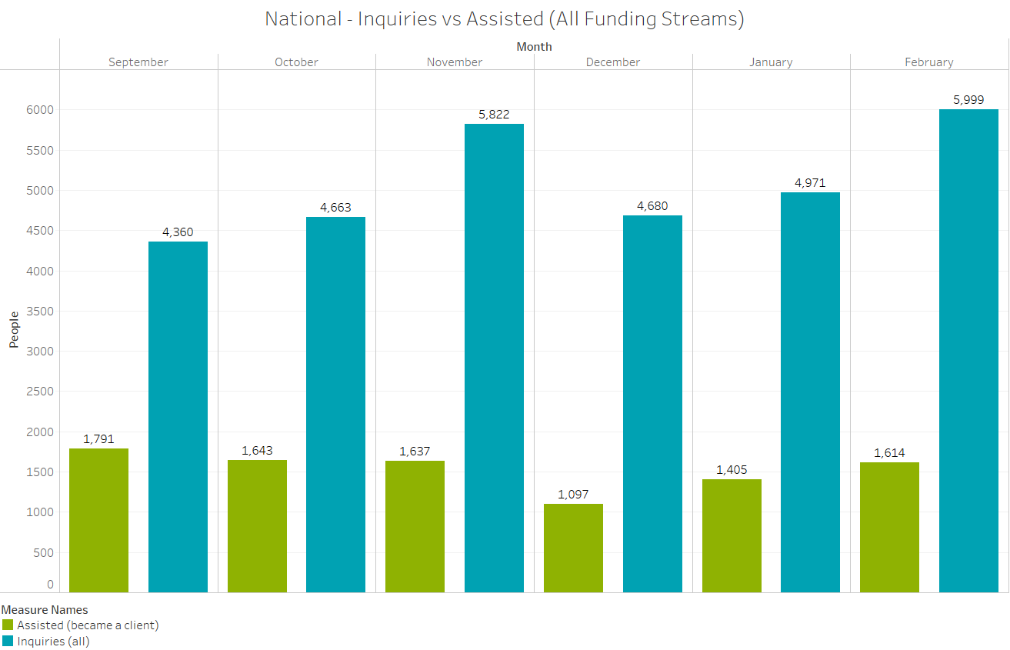 National - Inquiries vs Assisted (All Funding Streams)
Month
September October November December January February
People
6000
5500
5000
4500
4000
3500
3000
2500
2000
1500
1000
500
0
1,791 4,360 1,643 4,663 1,637 5,822 1,097 4,680 1,405 4,971 1,614 5,999
Measure Names
Assisted (became a client)
Inquiries (all)